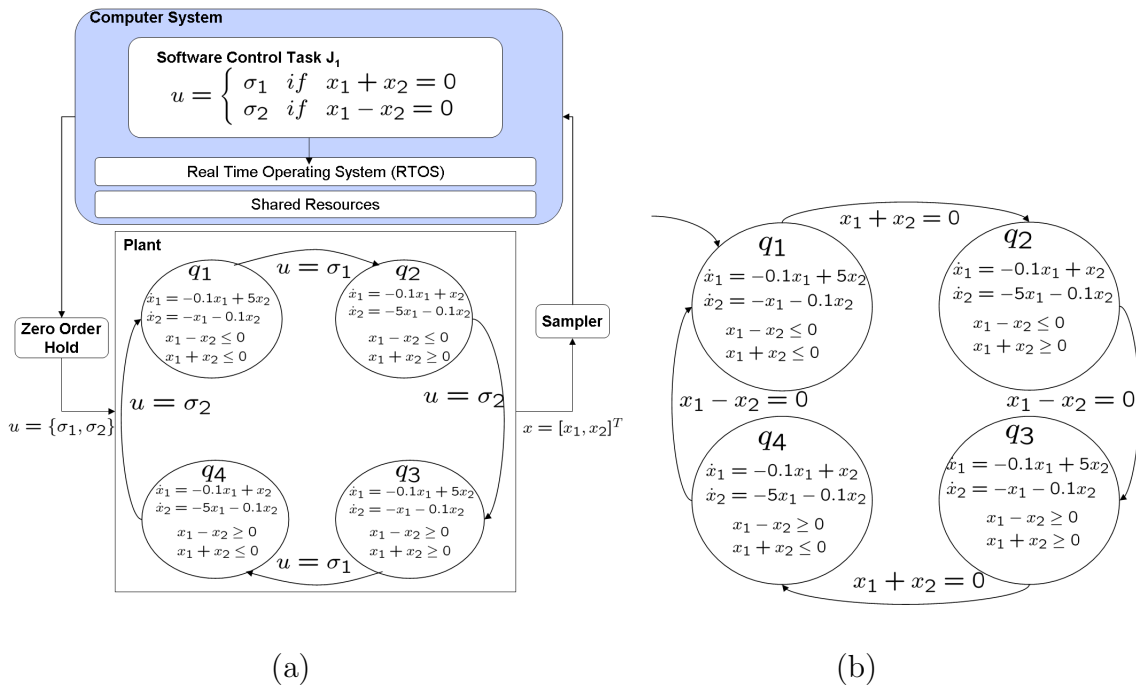 Computer System
Software Control Task J₁
u = { σ₁ if x₁ + x₂ = 0
σ₂ if x₁ − x₂ = 0
Real Time Operating System (RTOS)
Shared Resources
Plant
Zero Order
Hold
Sampler
u = {σ₁, σ₂}
x = [x₁, x₂]ᵀ
q₁
ẋ₁ = −0.1x₁ + 5x₂
ẋ₂ = −x₁ − 0.1x₂
x₁ − x₂ ≤ 0
x₁ + x₂ ≤ 0
u = σ₁
q₂
ẋ₁ = −0.1x₁ + x₂
ẋ₂ = −5x₁ − 0.1x₂
x₁ − x₂ ≤ 0
x₁ + x₂ ≥ 0
u = σ₂
u = σ₂
q₄
ẋ₁ = −0.1x₁ + x₂
ẋ₂ = −5x₁ − 0.1x₂
x₁ − x₂ ≥ 0
x₁ + x₂ ≤ 0
u = σ₁
q₃
ẋ₁ = −0.1x₁ + 5x₂
ẋ₂ = −x₁ − 0.1x₂
x₁ − x₂ ≥ 0
x₁ + x₂ ≥ 0
(a)
x₁ + x₂ = 0
q₁
ẋ₁ = −0.1x₁ + 5x₂
ẋ₂ = −x₁ − 0.1x₂
x₁ − x₂ ≤ 0
x₁ + x₂ ≤ 0
q₂
ẋ₁ = −0.1x₁ + x₂
ẋ₂ = −5x₁ − 0.1x₂
x₁ − x₂ ≤ 0
x₁ + x₂ ≥ 0
x₁ − x₂ = 0
x₁ − x₂ = 0
q₄
ẋ₁ = −0.1x₁ + x₂
ẋ₂ = −5x₁ − 0.1x₂
x₁ − x₂ ≥ 0
x₁ + x₂ ≤ 0
q₃
ẋ₁ = −0.1x₁ + 5x₂
ẋ₂ = −x₁ − 0.1x₂
x₁ − x₂ ≥ 0
x₁ + x₂ ≥ 0
x₁ + x₂ = 0
(b)